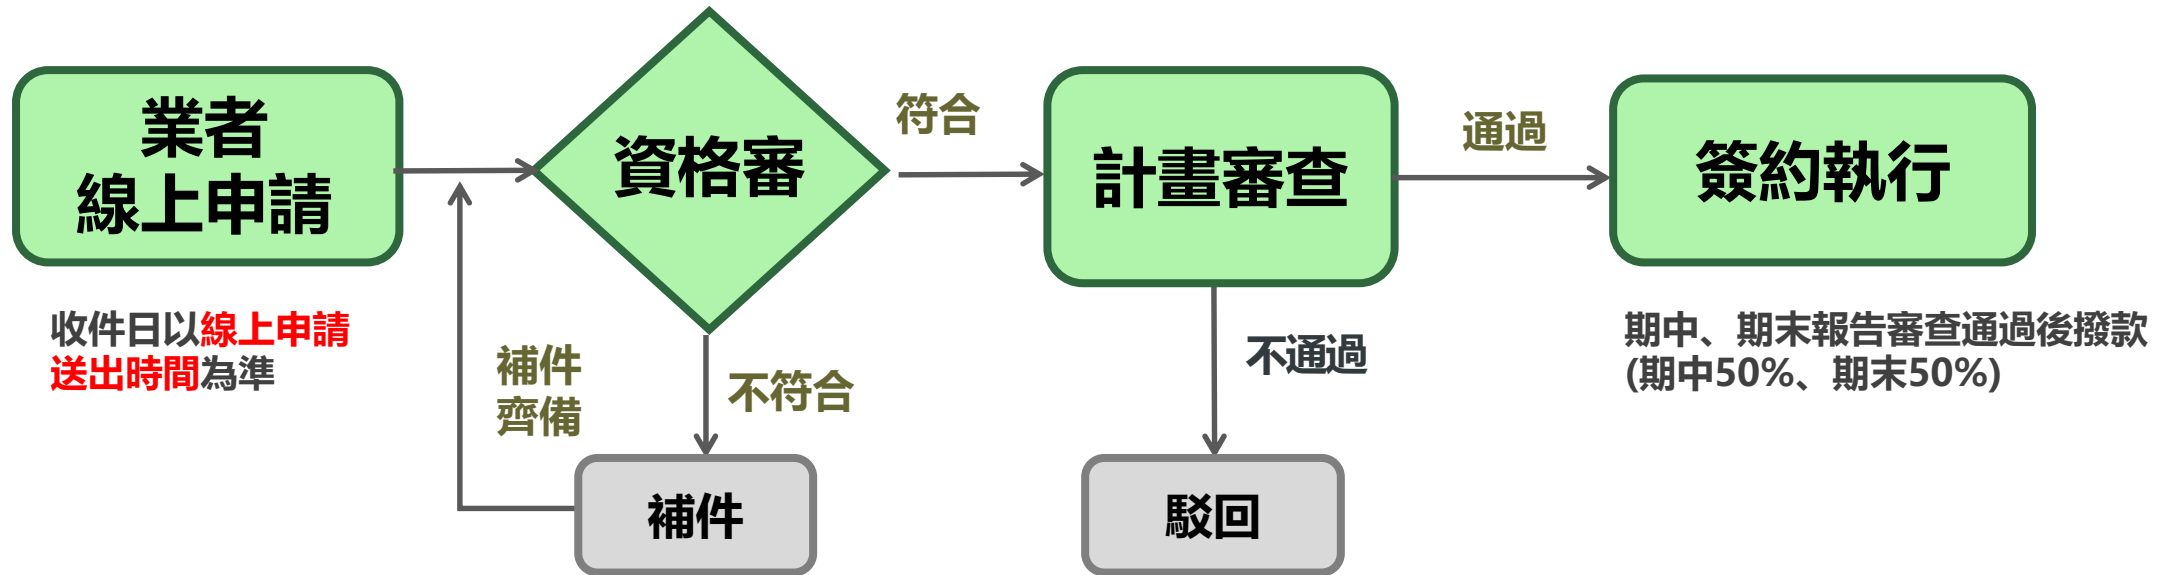 業者
線上申請
收件日以線上申請
送出時間為準
資格審
符合
不符合
補件
齊備
補件
計畫審查
通過
不通過
駁回
簽約執行
期中、期末報告審查通過後撥款
(期中50%、期末50%)